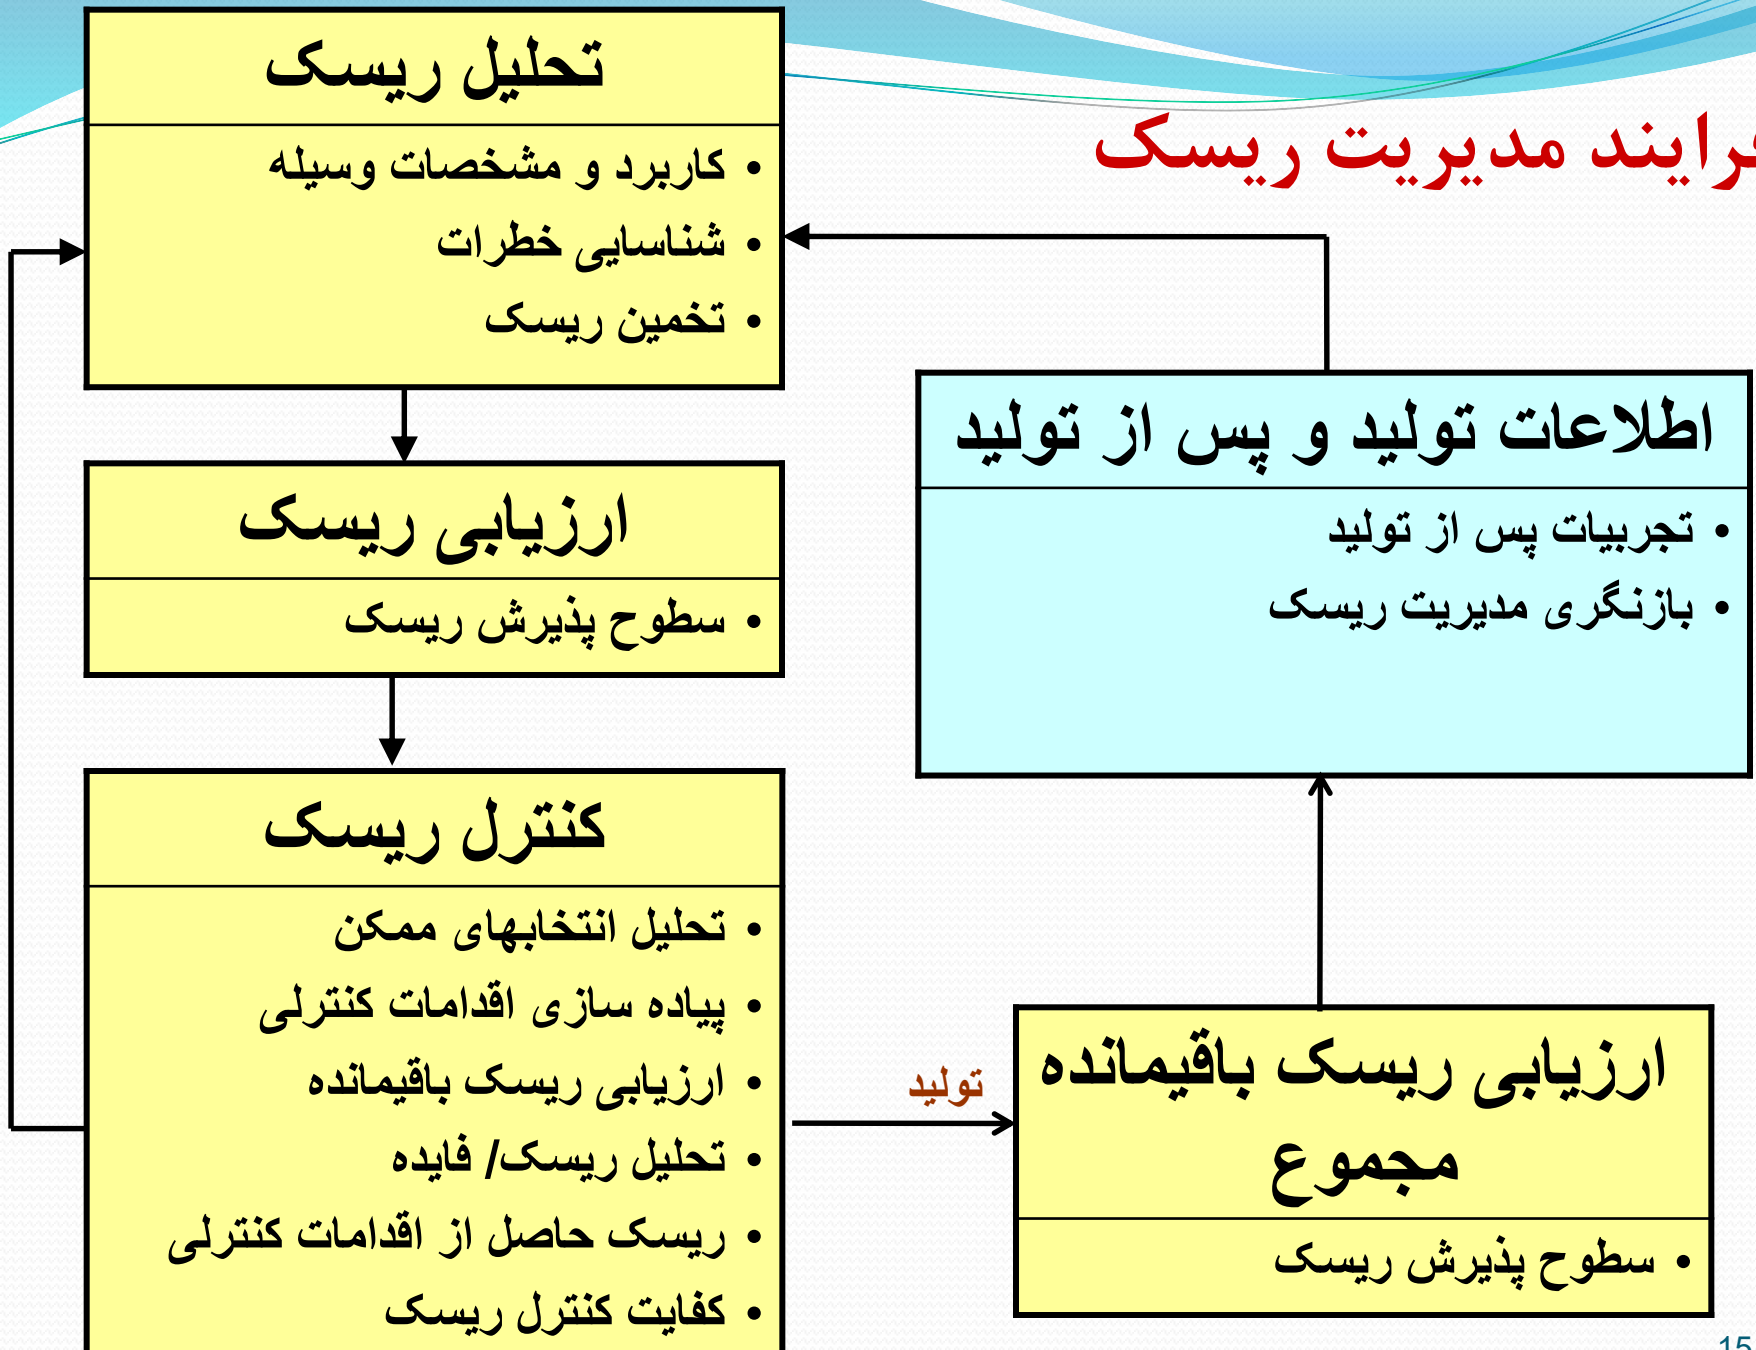 فرایند مدیریت ریسک
تحلیل ریسک
• کاربرد و مشخصات وسیله
• شناسایی خطرات
• تخمین ریسک
ارزیابی ریسک
• سطوح پذیرش ریسک
کنترل ریسک
• تحلیل انتخابهای ممکن
• پیاده سازی اقدامات کنترلی
• ارزیابی ریسک باقیمانده
• تحلیل ریسک/ فایده
• ریسک حاصل از اقدامات کنترلی
• کفایت کنترل ریسک
تولید
ارزیابی ریسک باقیمانده
مجموع
• سطوح پذیرش ریسک
اطلاعات تولید و پس از تولید
• تجربیات پس از تولید
• بازنگری مدیریت ریسک
15